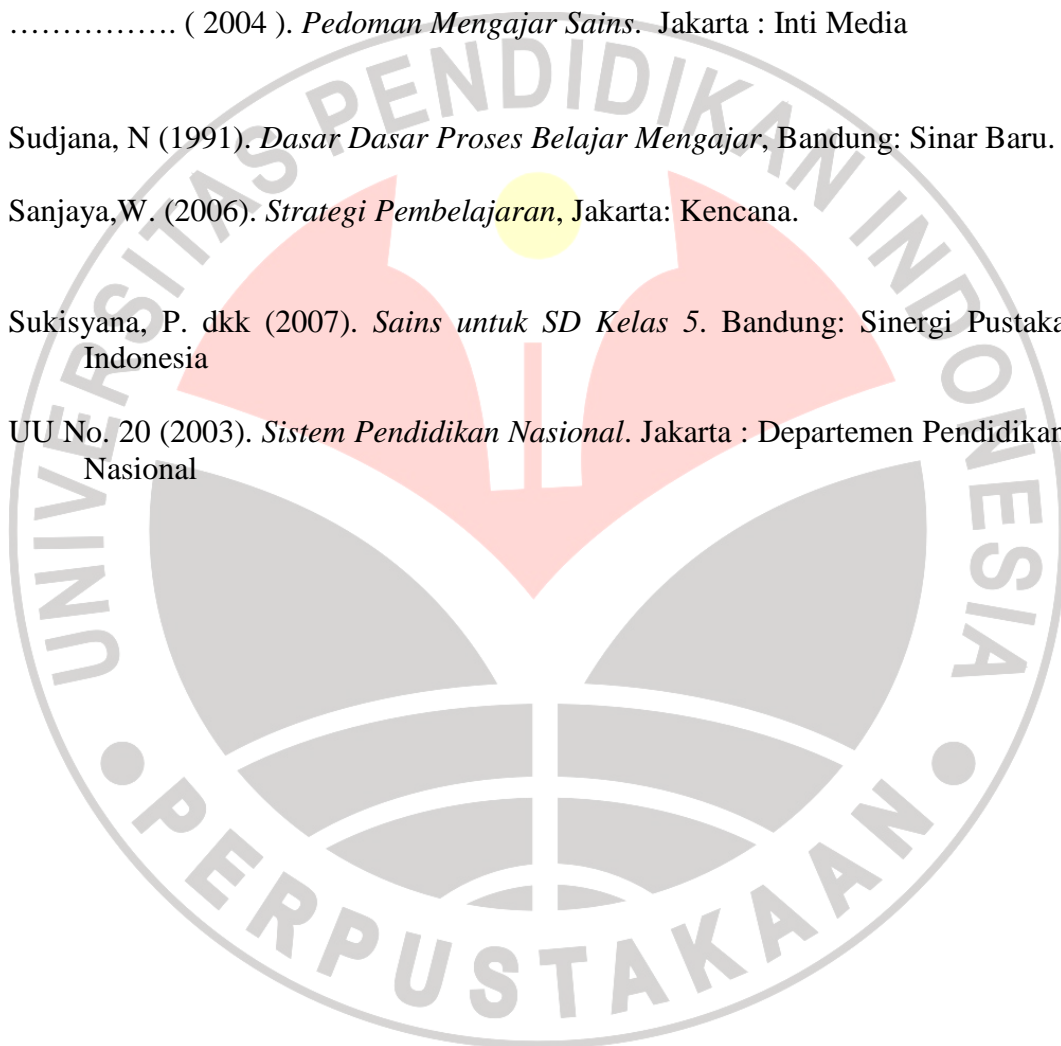 ……………. ( 2004 ). Pedoman Mengajar Sains. Jakarta : Inti Media
Sudjana, N (1991). Dasar Dasar Proses Belajar Mengajar, Bandung: Sinar Baru.
Sanjaya,W. (2006). Strategi Pembelajaran, Jakarta: Kencana.
Sukisyana, P. dkk (2007). Sains untuk SD Kelas 5. Bandung: Sinergi Pustaka
Indonesia
UU No. 20 (2003). Sistem Pendidikan Nasional. Jakarta : Departemen Pendidikan
Nasional
UNIVERSITAS PENDIDIKAN INDONESIA
PERPUSTAKAAN